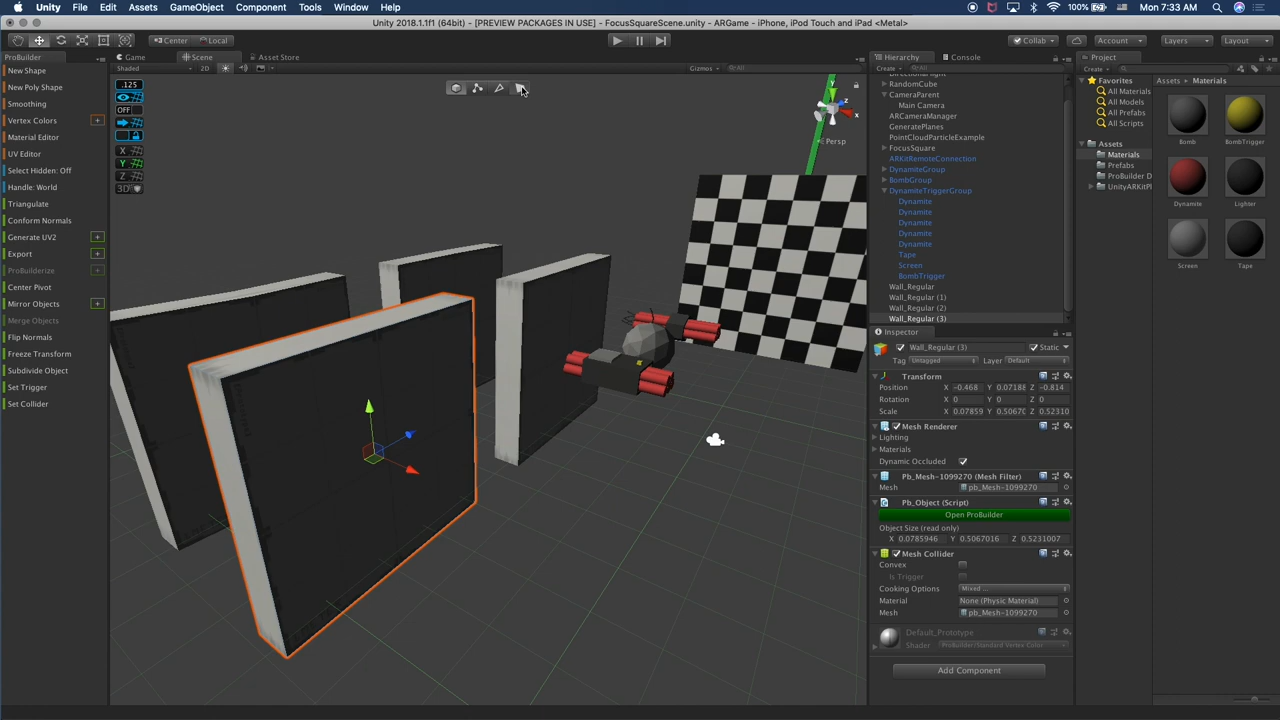 Unity File Edit Assets GameObject Component Tools Window Help
100% Mon 7:33 AM
Unity 2018.1.1f1 (64bit) - [PREVIEW PACKAGES IN USE] - FocusSquareScene.unity - ARGame - iPhone, iPod Touch and iPad <Metal>
Center Local
Collab Account Layers Layout
ProBuilder
New Shape
New Poly Shape
Smoothing
Vertex Colors +
Material Editor
UV Editor
Select Hidden: Off
Handle: World
Triangulate
Conform Normals
Generate UV2 +
Export +
ProBuilderize +
Center Pivot
Mirror Objects +
Merge Objects
Flip Normals
Freeze Transform
Subdivide Object
Set Trigger
Set Collider
Game Scene Asset Store
Shaded 2D Gizmos All
.125
OFF
X
Y
Z
3D
y
z
x
Persp
Hierarchy Console
Create All
RandomCube
CameraParent
Main Camera
ARCameraManager
GeneratePlanes
PointCloudParticleExample
FocusSquare
ARKitRemoteConnection
DynamiteGroup
BombGroup
DynamiteTriggerGroup
Dynamite
Dynamite
Dynamite
Dynamite
Dynamite
Tape
Screen
BombTrigger
Wall_Regular
Wall_Regular (1)
Wall_Regular (2)
Wall_Regular (3)
Inspector
Wall_Regular (3) Static
Tag Untagged Layer Default
Transform
Position X -0.468 Y 0.07188 Z -0.814
Rotation X 0 Y 0 Z 0
Scale X 0.07859 Y 0.50670 Z 0.52310
Mesh Renderer
Lighting
Materials
Dynamic Occluded
Pb_Mesh-1099270 (Mesh Filter)
Mesh pb_Mesh-1099270
Pb_Object (Script)
Open ProBuilder
Object Size (read only)
X 0.0785946 Y 0.5067016 Z 0.5231007
Mesh Collider
Convex
Is Trigger
Cooking Options Mixed ...
Material None (Physic Material)
Mesh pb_Mesh-1099270
Default_Prototype
Shader ProBuilder/Standard Vertex Color
Add Component
Project
Create
Favorites
All Materials
All Models
All Prefabs
All Scripts
Assets
Materials
Prefabs
ProBuilder D
UnityARKitPl
Assets Materials
Bomb BombTrigger
Dynamite Lighter
Screen Tape